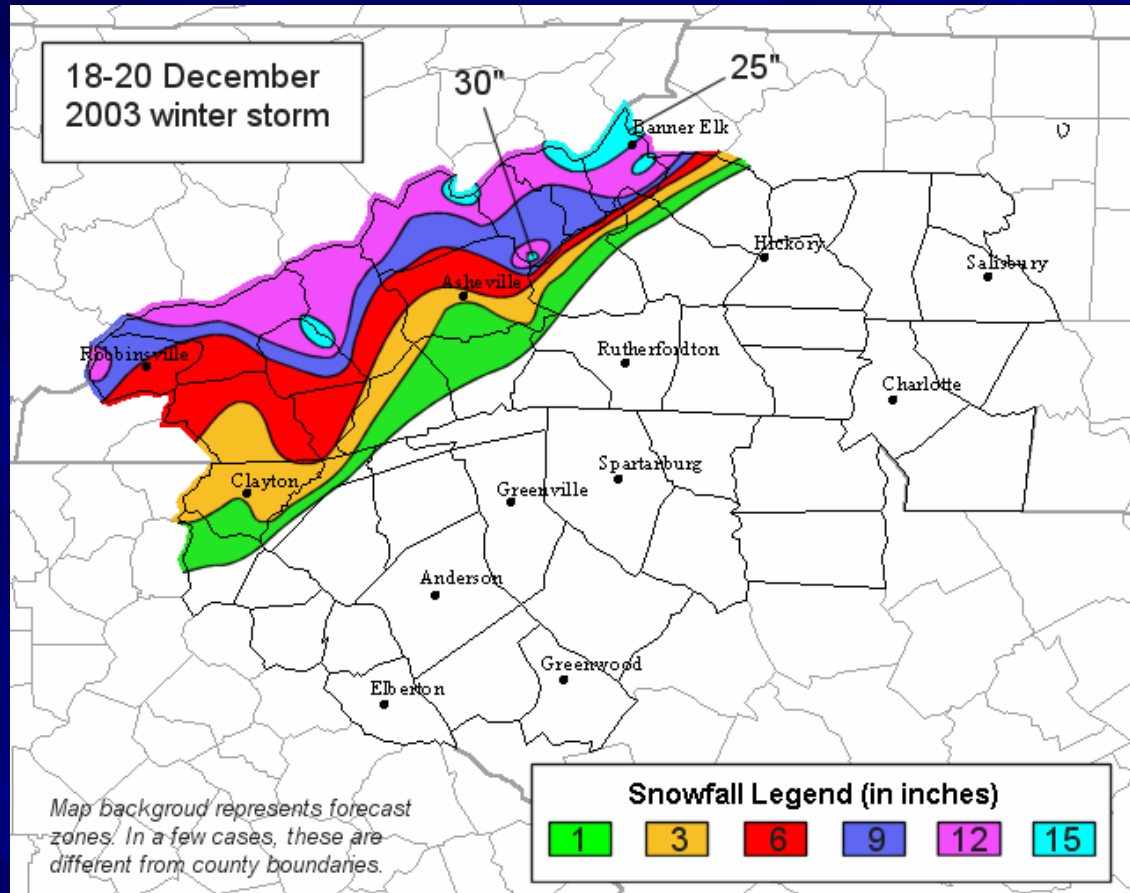 18-20 December
2003 winter storm
30"
25"
Banner Elk
Hickory
Salisbury
Asheville
Robbinsville
Rutherfordton
Charlotte
Clayton
Spartanburg
Greenville
Anderson
Greenwood
Elberton
Map backgroud represents forecast
zones. In a few cases, these are
different from county boundaries.
Snowfall Legend (in inches)
1 3 6 9 12 15